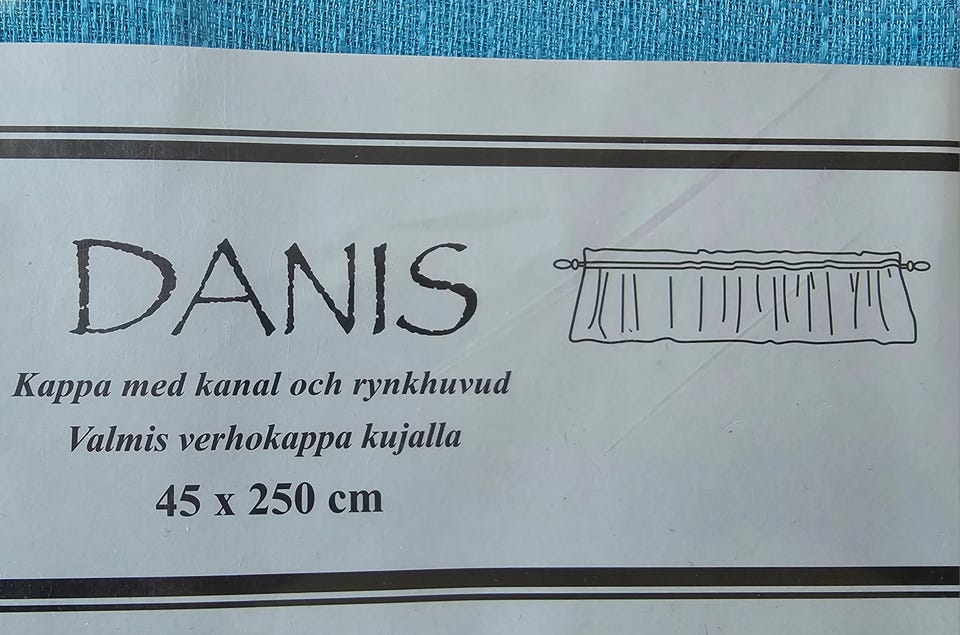 DANIS
Kappa med kanal och rynkhuvud
Valmis verhokappa kujalla
45 x 250 cm